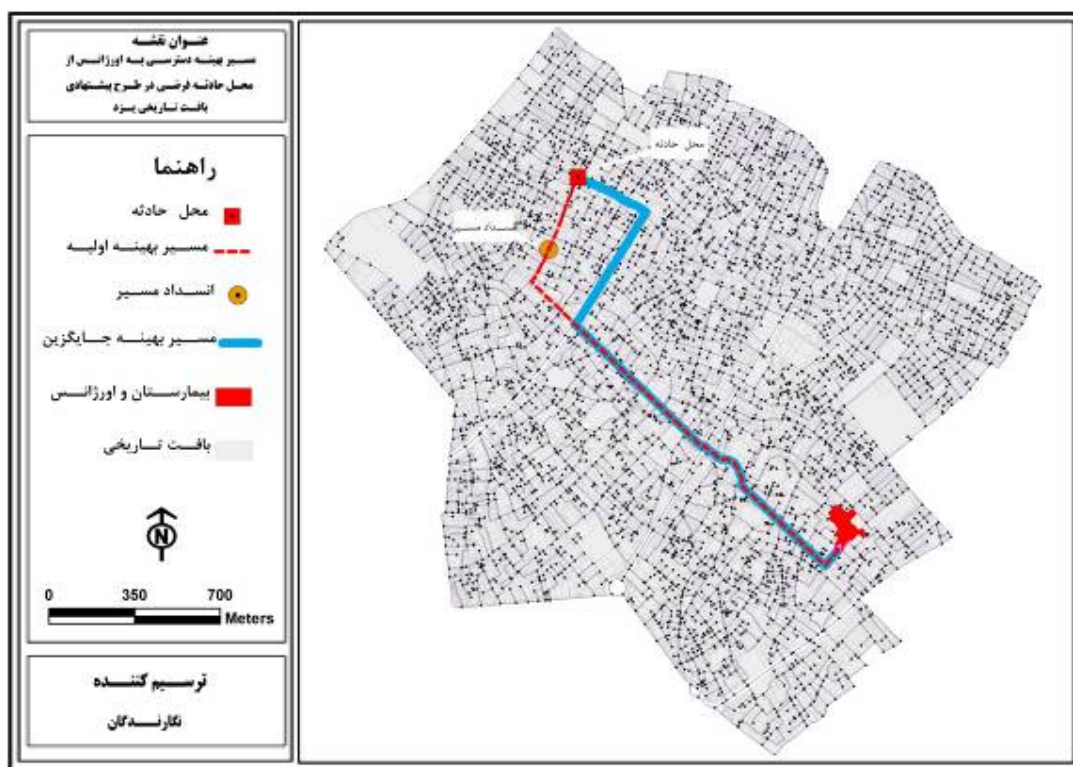 عنوان نقشه
مسیر بهینه دسترسی به اورژانس از
محل حادثه فرضی در طرح پیشنهادی
بافت تاریخی یزد
راهنما
محل حادثه
مسیر بهینه اولیه
انسداد مسیر
مسیر بهینه جایگزین
بیمارستان و اورژانس
بافت تاریخی
N
0 350 700
Meters
ترسیم کننده
نگارندگان
محل حادثه